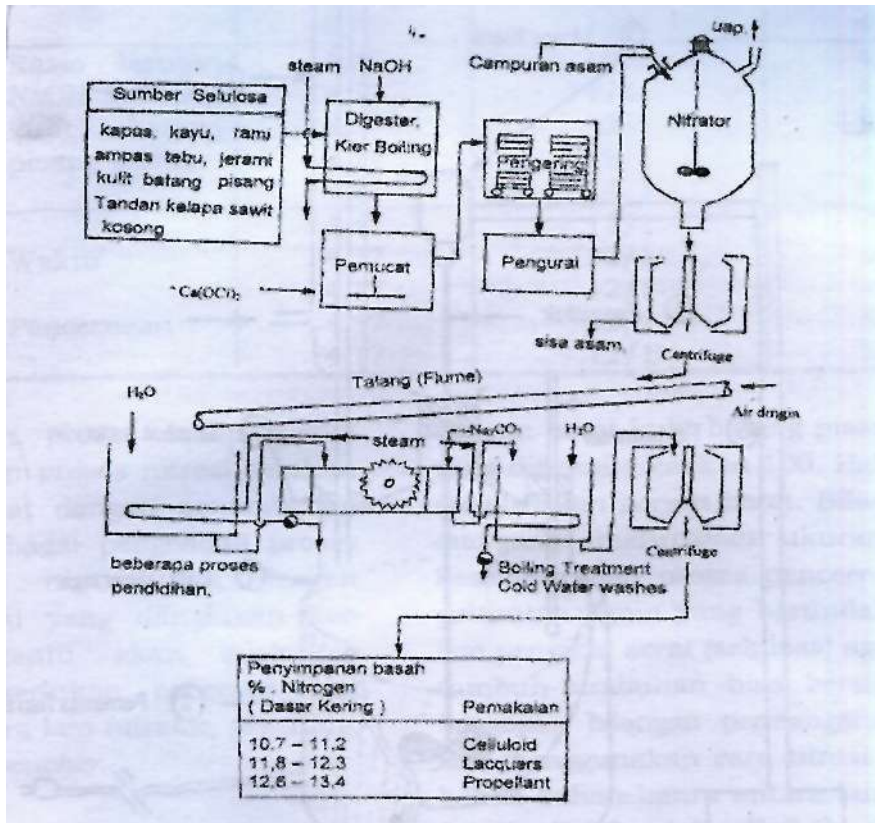 4.
uap.
steam NaOH
Campuran asam
Sumber Selulosa
kapas, kayu, rami
ampas tebu, jerami
kulit batang pisang
Tandan kelapa sawit
kosong
Digester,
Kier Boiling
Pengering
Nitrator
Pemucat
Pengurai
Ca(OCl)₂
sisa asam
Centrifuge
Talang (Flume)
H₂O
Air dingin
steam
Na₂CO₃
H₂O
beberapa proses
pendidihan,
Boiling Treatment
Cold Water washes
Centrifuge
Penyimpanan basah
% Nitrogen
( Dasar Kering ) Pemakaian
10,7 – 11,2 Celluloid
11,8 – 12,3 Lacquers
12,6 – 13,4 Propellant